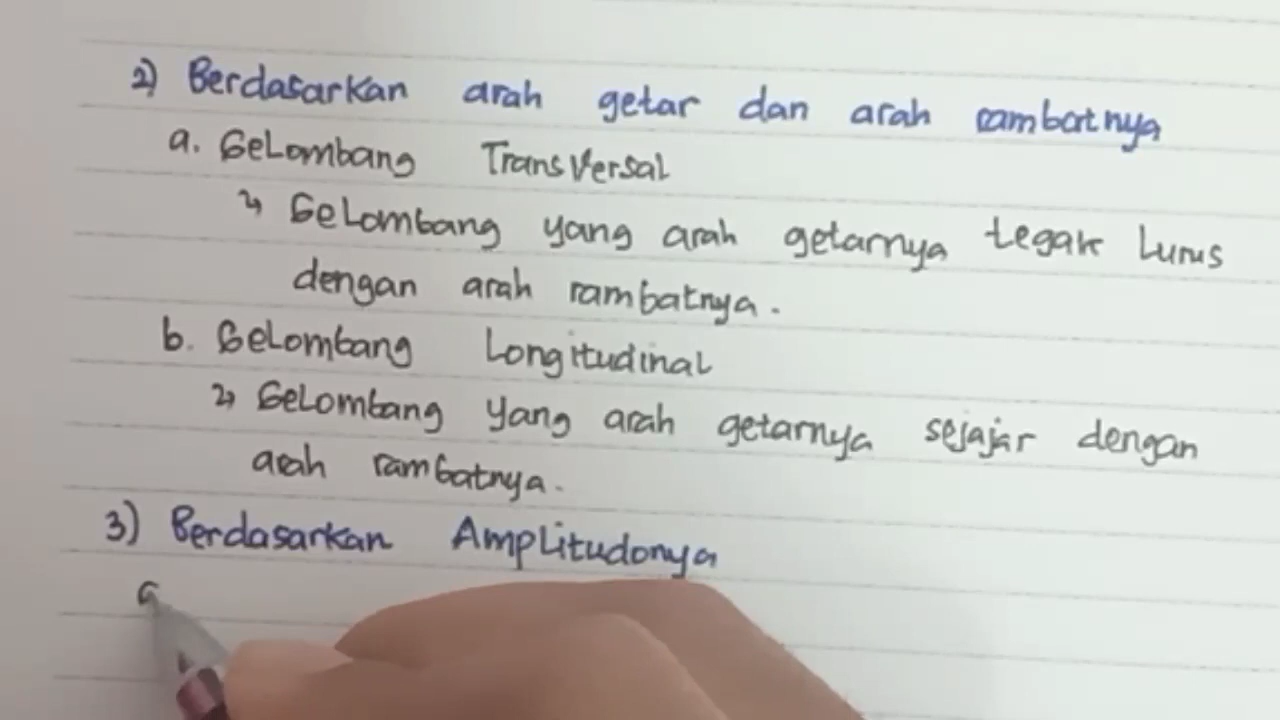 2) Berdasarkan arah getar dan arah rambatnya
a. Gelombang Transversal
↳ Gelombang yang arah getarnya tegak lurus
dengan arah rambatnya.
b. Gelombang Longitudinal
↳ Gelombang yang arah getarnya sejajar dengan
arah rambatnya.
3) Berdasarkan Amplitudonya